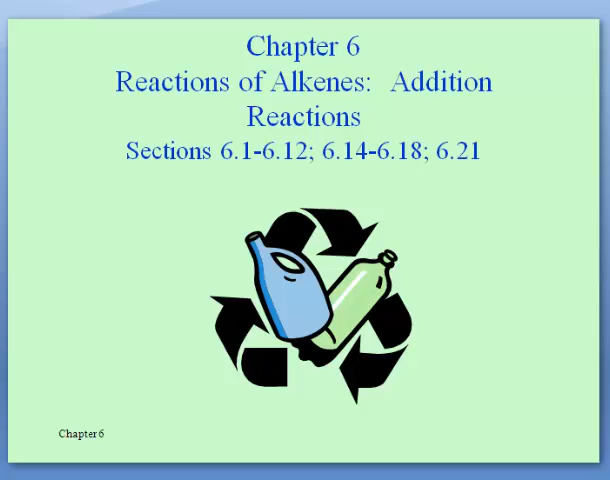 Chapter 6
Reactions of Alkenes: Addition
Reactions
Sections 6.1-6.12; 6.14-6.18; 6.21
Chapter 6